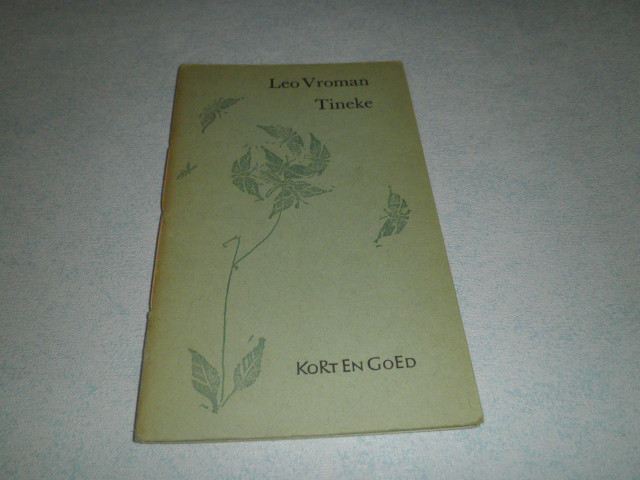 Leo Vroman
Tineke
KoRt En GoEd